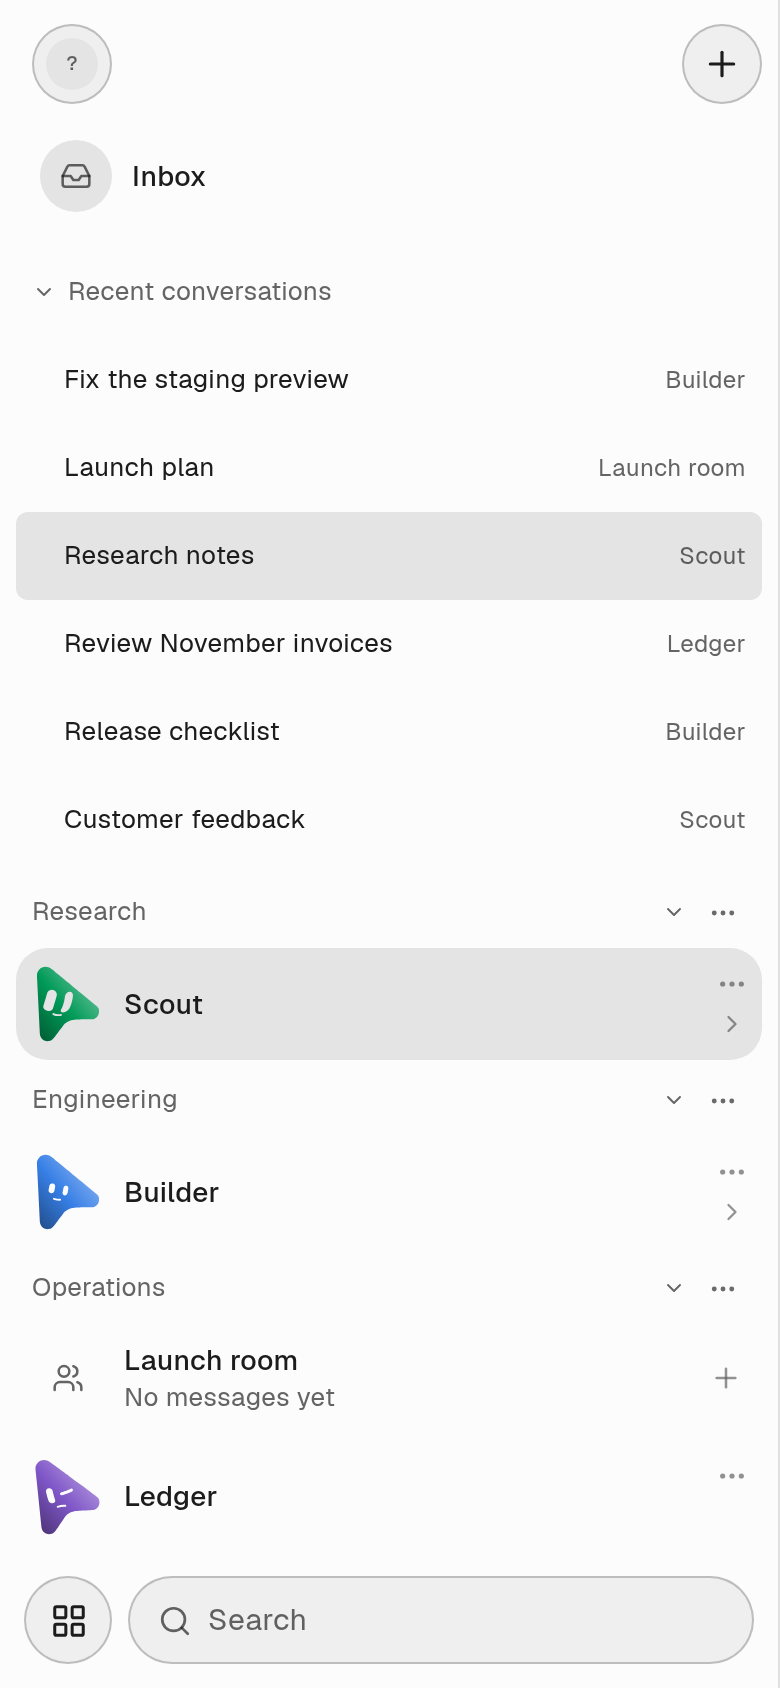 ?
Inbox
Recent conversations
Fix the staging preview Builder
Launch plan Launch room
Research notes Scout
Review November invoices Ledger
Release checklist Builder
Customer feedback Scout
Research
Scout
Engineering
Builder
Operations
Launch room
No messages yet
Ledger
Search